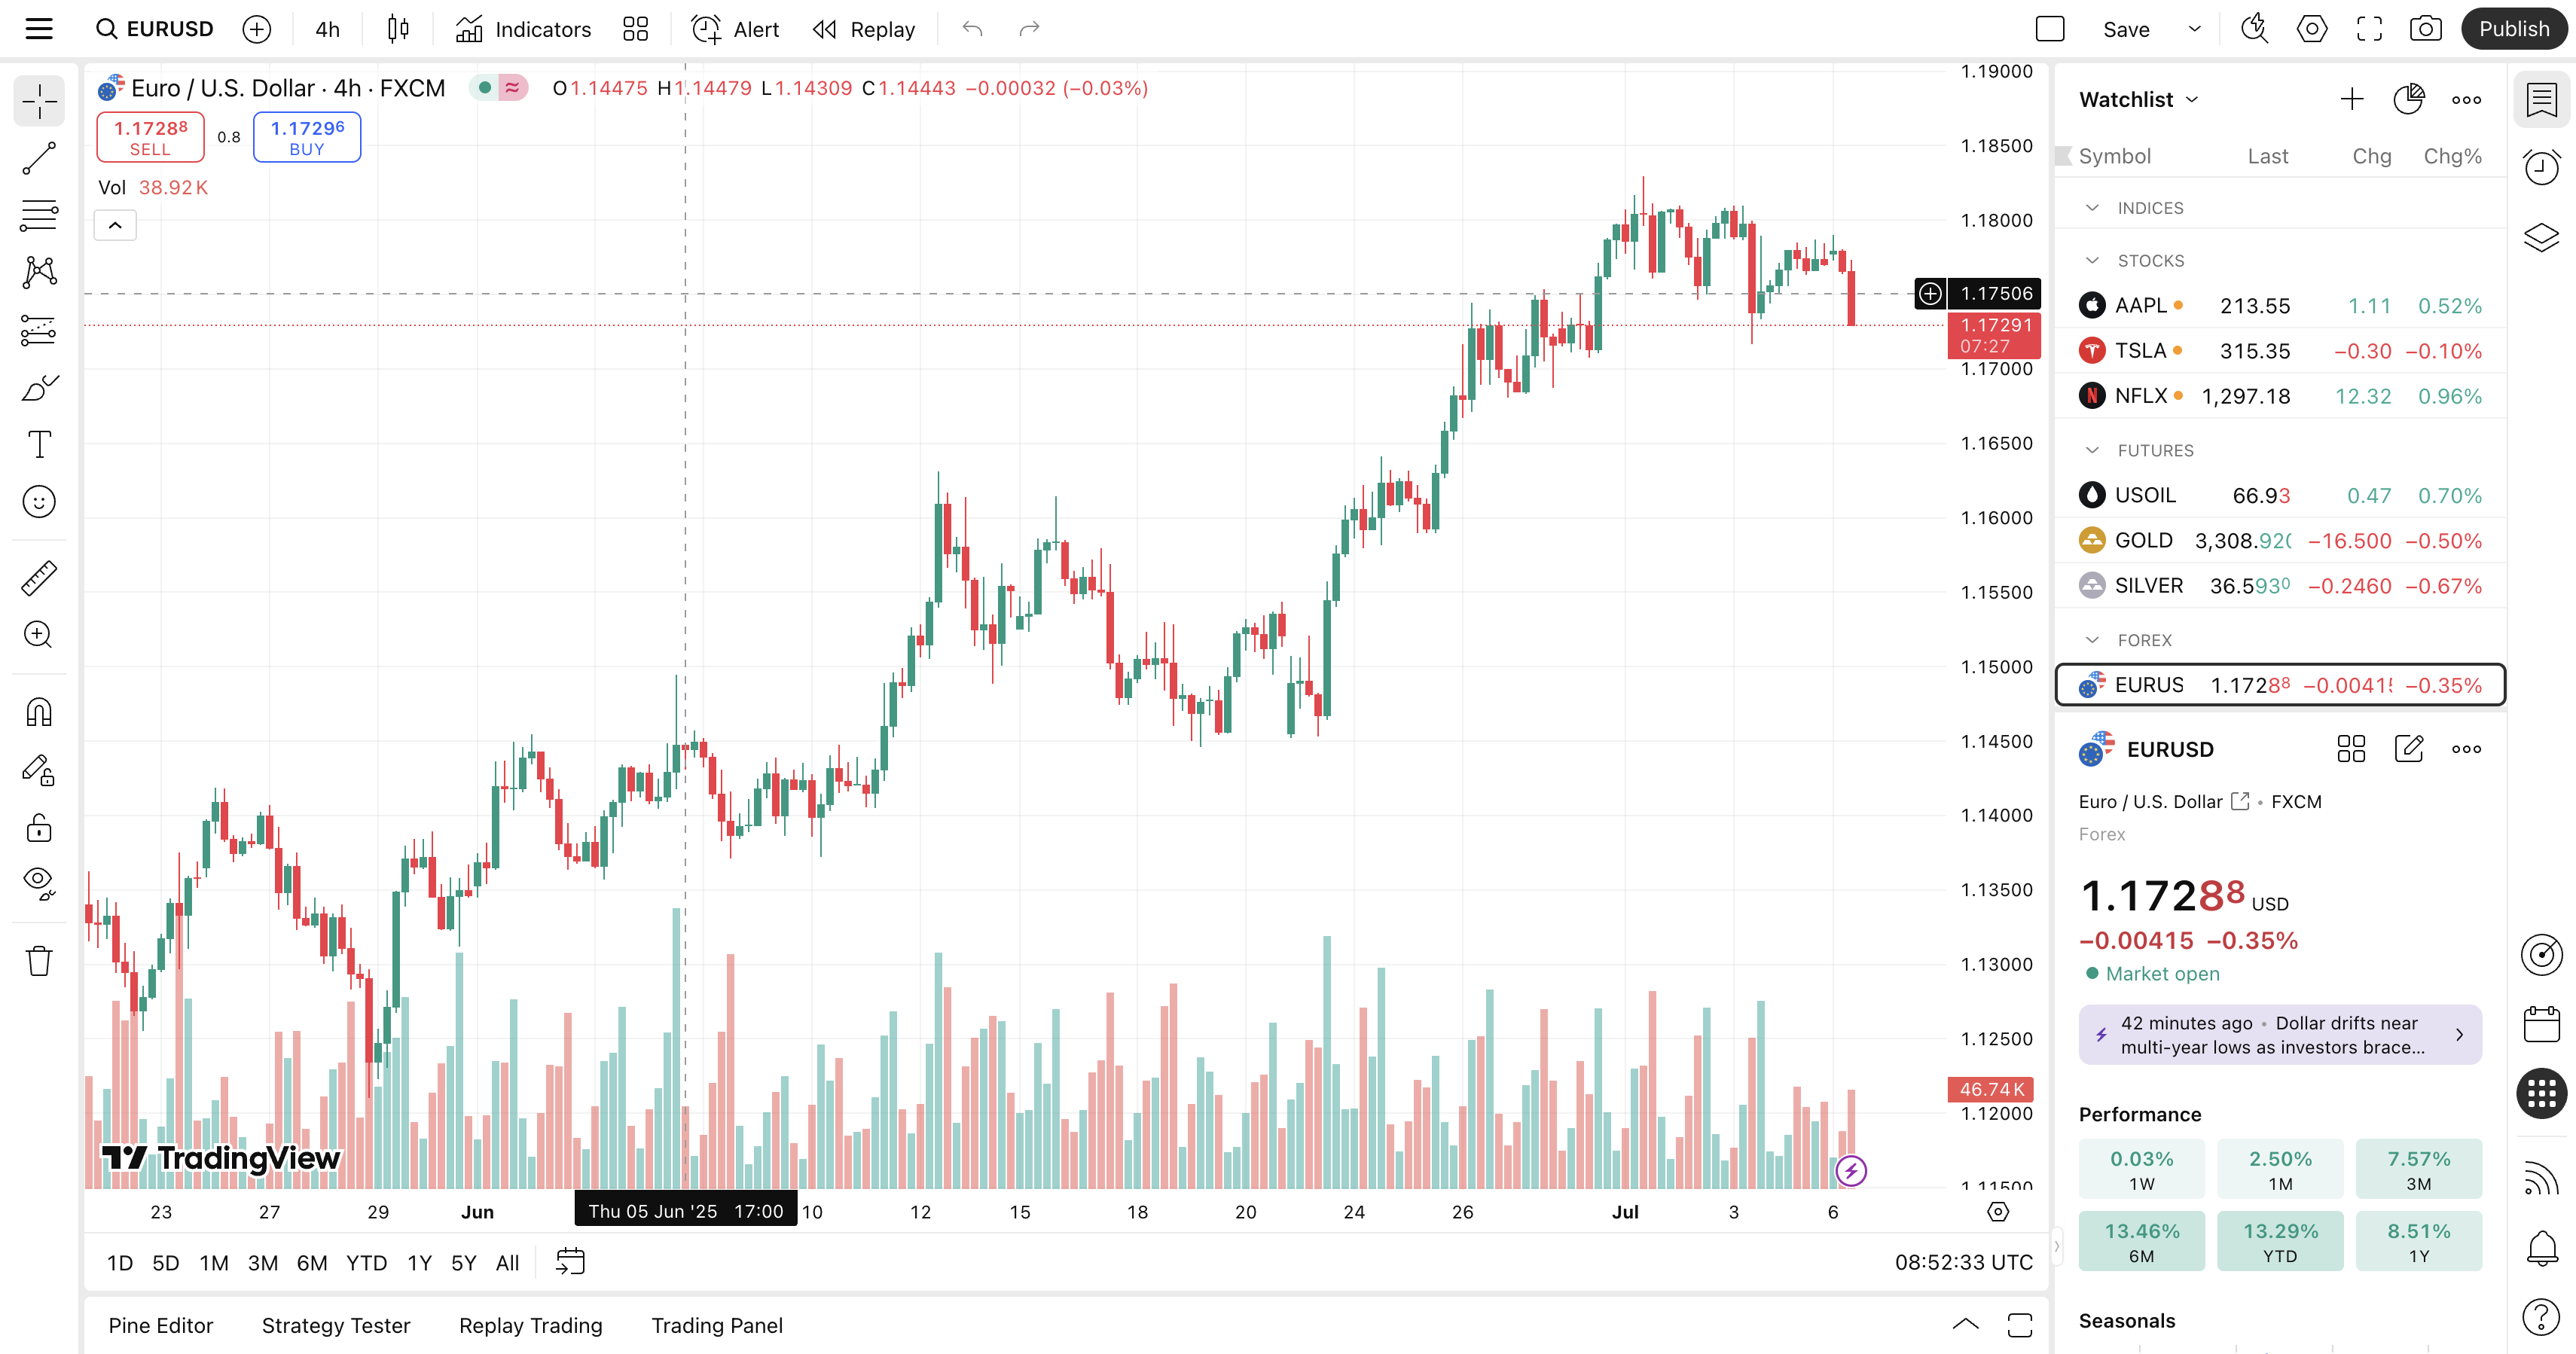 EURUSD 4h Indicators Alert Replay Save Publish
Euro / U.S. Dollar · 4h · FXCM O1.14475 H1.14479 L1.14309 C1.14443 −0.00032 (−0.03%)
1.17288 0.8 1.17296
SELL BUY
Vol 38.92 K
1.19000
1.18500
1.18000
1.17506
1.17291
07:27
1.17000
1.16500
1.16000
1.15500
1.15000
1.14500
1.14000
1.13500
1.13000
1.12500
46.74 K
1.12000
1.11500
TradingView
23 27 29 Jun Thu 05 Jun '25 17:00 10 12 15 18 20 24 26 Jul 3 6
1D 5D 1M 3M 6M YTD 1Y 5Y All 08:52:33 UTC
Pine Editor Strategy Tester Replay Trading Trading Panel
Watchlist
Symbol Last Chg Chg%
INDICES
STOCKS
AAPL 213.55 1.11 0.52%
TSLA 315.35 −0.30 −0.10%
NFLX 1,297.18 12.32 0.96%
FUTURES
USOIL 66.93 0.47 0.70%
GOLD 3,308.920 −16.500 −0.50%
SILVER 36.5930 −0.2460 −0.67%
FOREX
EURUS 1.17288 −0.00415 −0.35%
EURUSD
Euro / U.S. Dollar • FXCM
Forex
1.17288 USD
−0.00415 −0.35%
Market open
42 minutes ago • Dollar drifts near
multi-year lows as investors brace...
Performance
0.03% 2.50% 7.57%
1W 1M 3M
13.46% 13.29% 8.51%
6M YTD 1Y
Seasonals